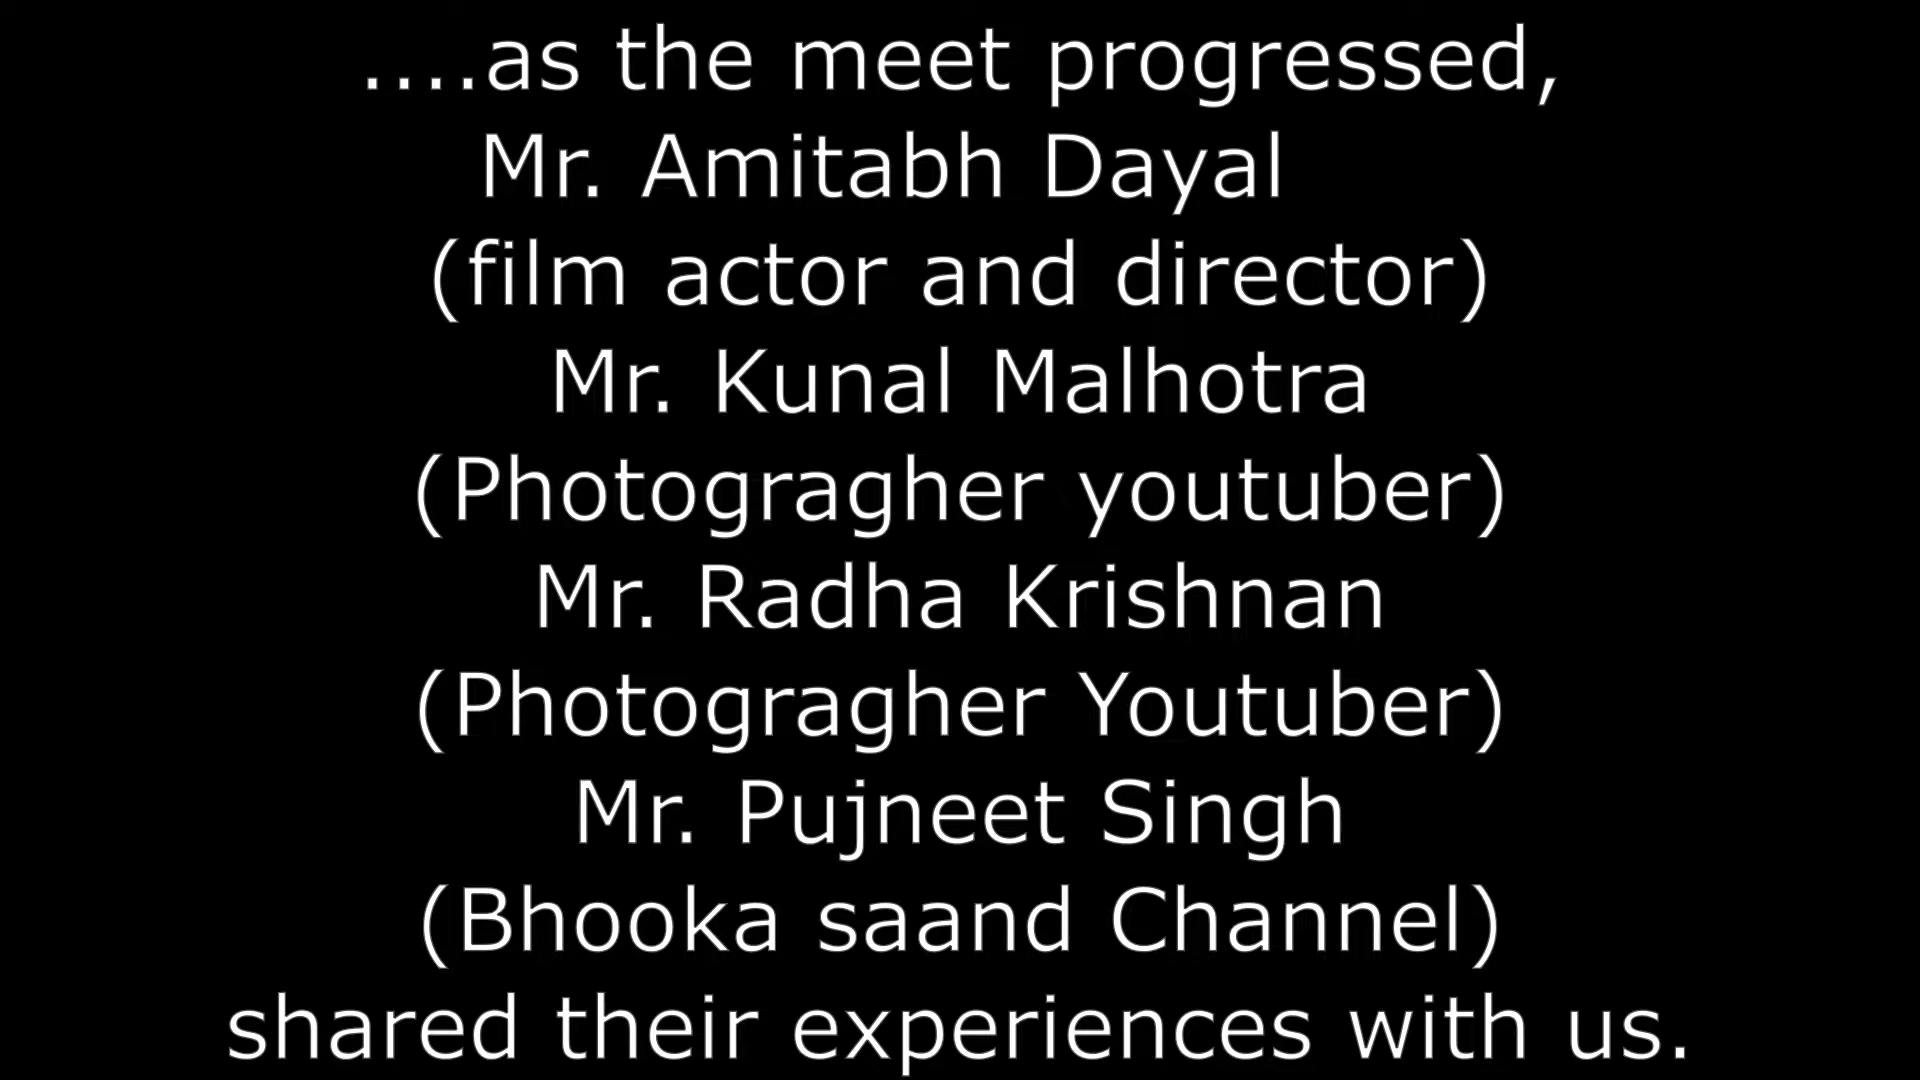 ....as the meet progressed,
Mr. Amitabh Dayal
(film actor and director)
Mr. Kunal Malhotra
(Photogragher youtuber)
Mr. Radha Krishnan
(Photogragher Youtuber)
Mr. Pujneet Singh
(Bhooka saand Channel)
shared their experiences with us.